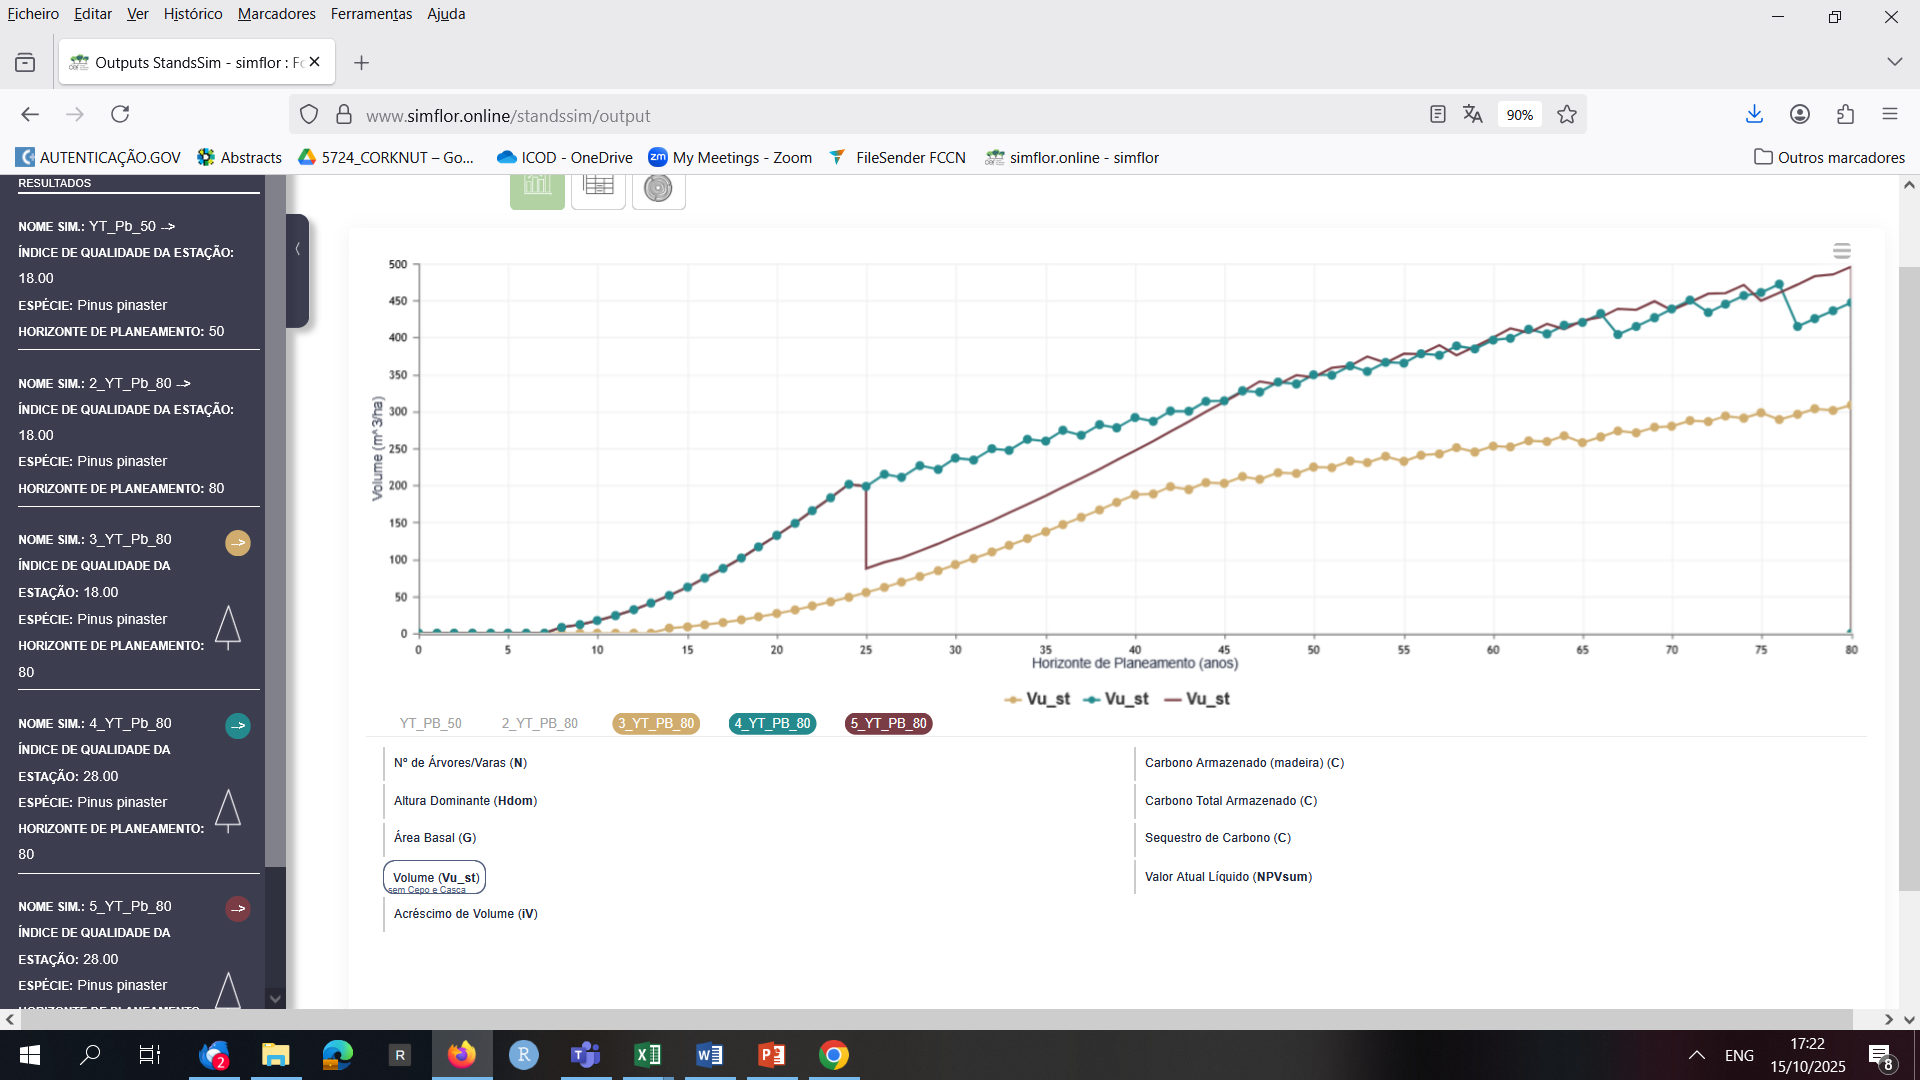 Ficheiro Editar Ver Histórico Marcadores Ferramentas Ajuda
Outputs StandsSim - simflor : Fo
www.simflor.online/standssim/output
90%
AUTENTICAÇÃO.GOV Abstracts 5724_CORKNUT – Go... ICOD - OneDrive zm My Meetings - Zoom FileSender FCCN simflor.online - simflor Outros marcadores
RESULTADOS
NOME SIM.: YT_Pb_50 -->
ÍNDICE DE QUALIDADE DA ESTAÇÃO:
18.00
ESPÉCIE: Pinus pinaster
HORIZONTE DE PLANEAMENTO: 50
NOME SIM.: 2_YT_Pb_80 -->
ÍNDICE DE QUALIDADE DA ESTAÇÃO:
18.00
ESPÉCIE: Pinus pinaster
HORIZONTE DE PLANEAMENTO: 80
NOME SIM.: 3_YT_Pb_80 -->
ÍNDICE DE QUALIDADE DA
ESTAÇÃO: 18.00
ESPÉCIE: Pinus pinaster
HORIZONTE DE PLANEAMENTO:
80
NOME SIM.: 4_YT_Pb_80 -->
ÍNDICE DE QUALIDADE DA
ESTAÇÃO: 28.00
ESPÉCIE: Pinus pinaster
HORIZONTE DE PLANEAMENTO:
80
NOME SIM.: 5_YT_Pb_80 -->
ÍNDICE DE QUALIDADE DA
ESTAÇÃO: 28.00
ESPÉCIE: Pinus pinaster
HORIZONTE DE PLANEAMENTO:
Volume (m^3/ha)
500
450
400
350
300
250
200
150
100
50
0
0 5 10 15 20 25 30 35 40 45 50 55 60 65 70 75 80
Horizonte de Planeamento (anos)
Vu_st Vu_st Vu_st
YT_PB_50 2_YT_PB_80 3_YT_PB_80 4_YT_PB_80 5_YT_PB_80
Nº de Árvores/Varas (N)
Altura Dominante (Hdom)
Área Basal (G)
Volume (Vu_st)
sem Cepo e Casca
Acréscimo de Volume (iV)
Carbono Armazenado (madeira) (C)
Carbono Total Armazenado (C)
Sequestro de Carbono (C)
Valor Atual Líquido (NPVsum)
2 R R ENG
17:22
15/10/2025
8